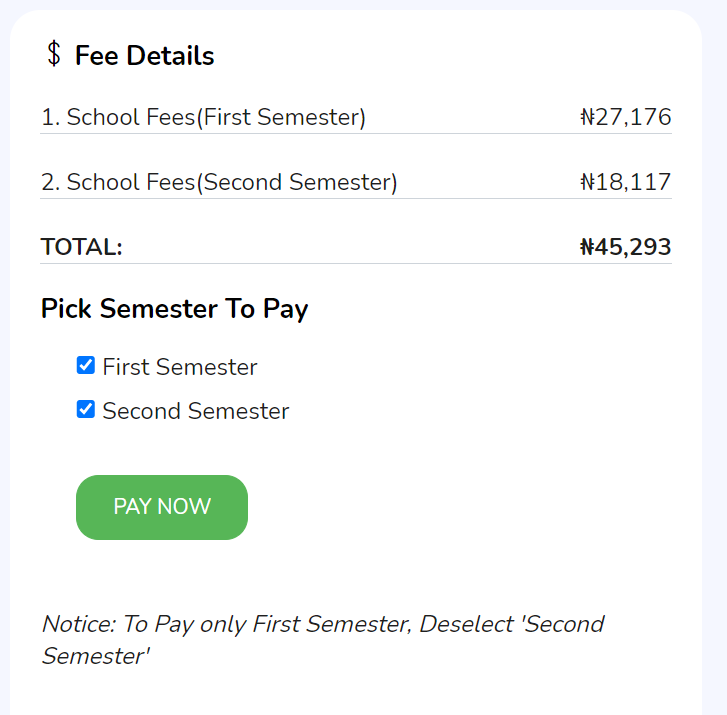 $ Fee Details
1. School Fees(First Semester) ₦27,176
2. School Fees(Second Semester) ₦18,117
TOTAL: ₦45,293
Pick Semester To Pay
First Semester
Second Semester
PAY NOW
Notice: To Pay only First Semester, Deselect 'Second
Semester'